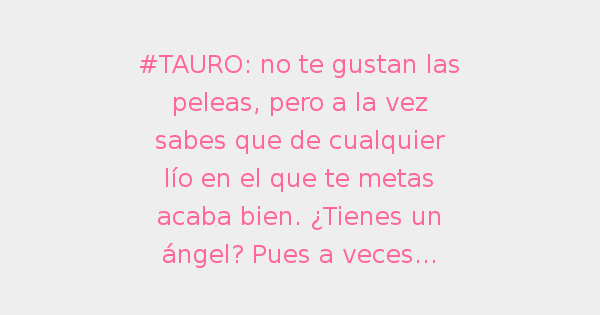 #TAURO: no te gustan las
peleas, pero a la vez
sabes que de cualquier
lío en el que te metas
acaba bien. ¿Tienes un
ángel? Pues a veces...